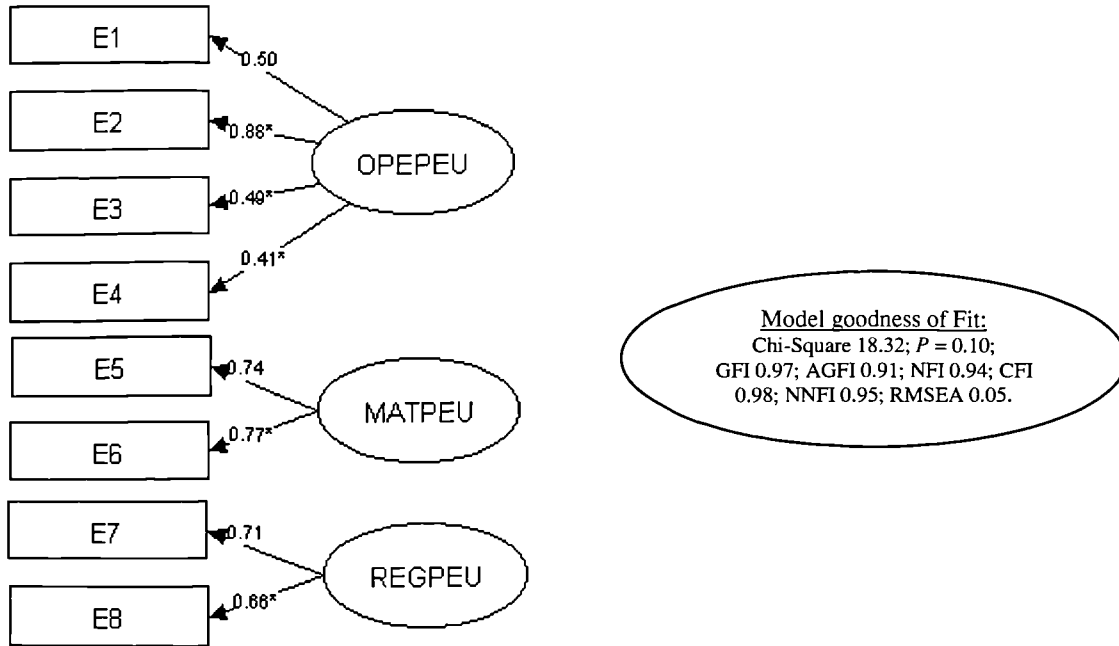 E1
0.50
E2
0.88*
OPEPEU
E3
0.49*
E4
0.41*
E5
0.74
MATPEU
E6
0.77*
E7
0.71
REGPEU
E8
0.66*
Model goodness of Fit:
Chi-Square 18.32; P = 0.10;
GFI 0.97; AGFI 0.91; NFI 0.94; CFI
0.98; NNFI 0.95; RMSEA 0.05.